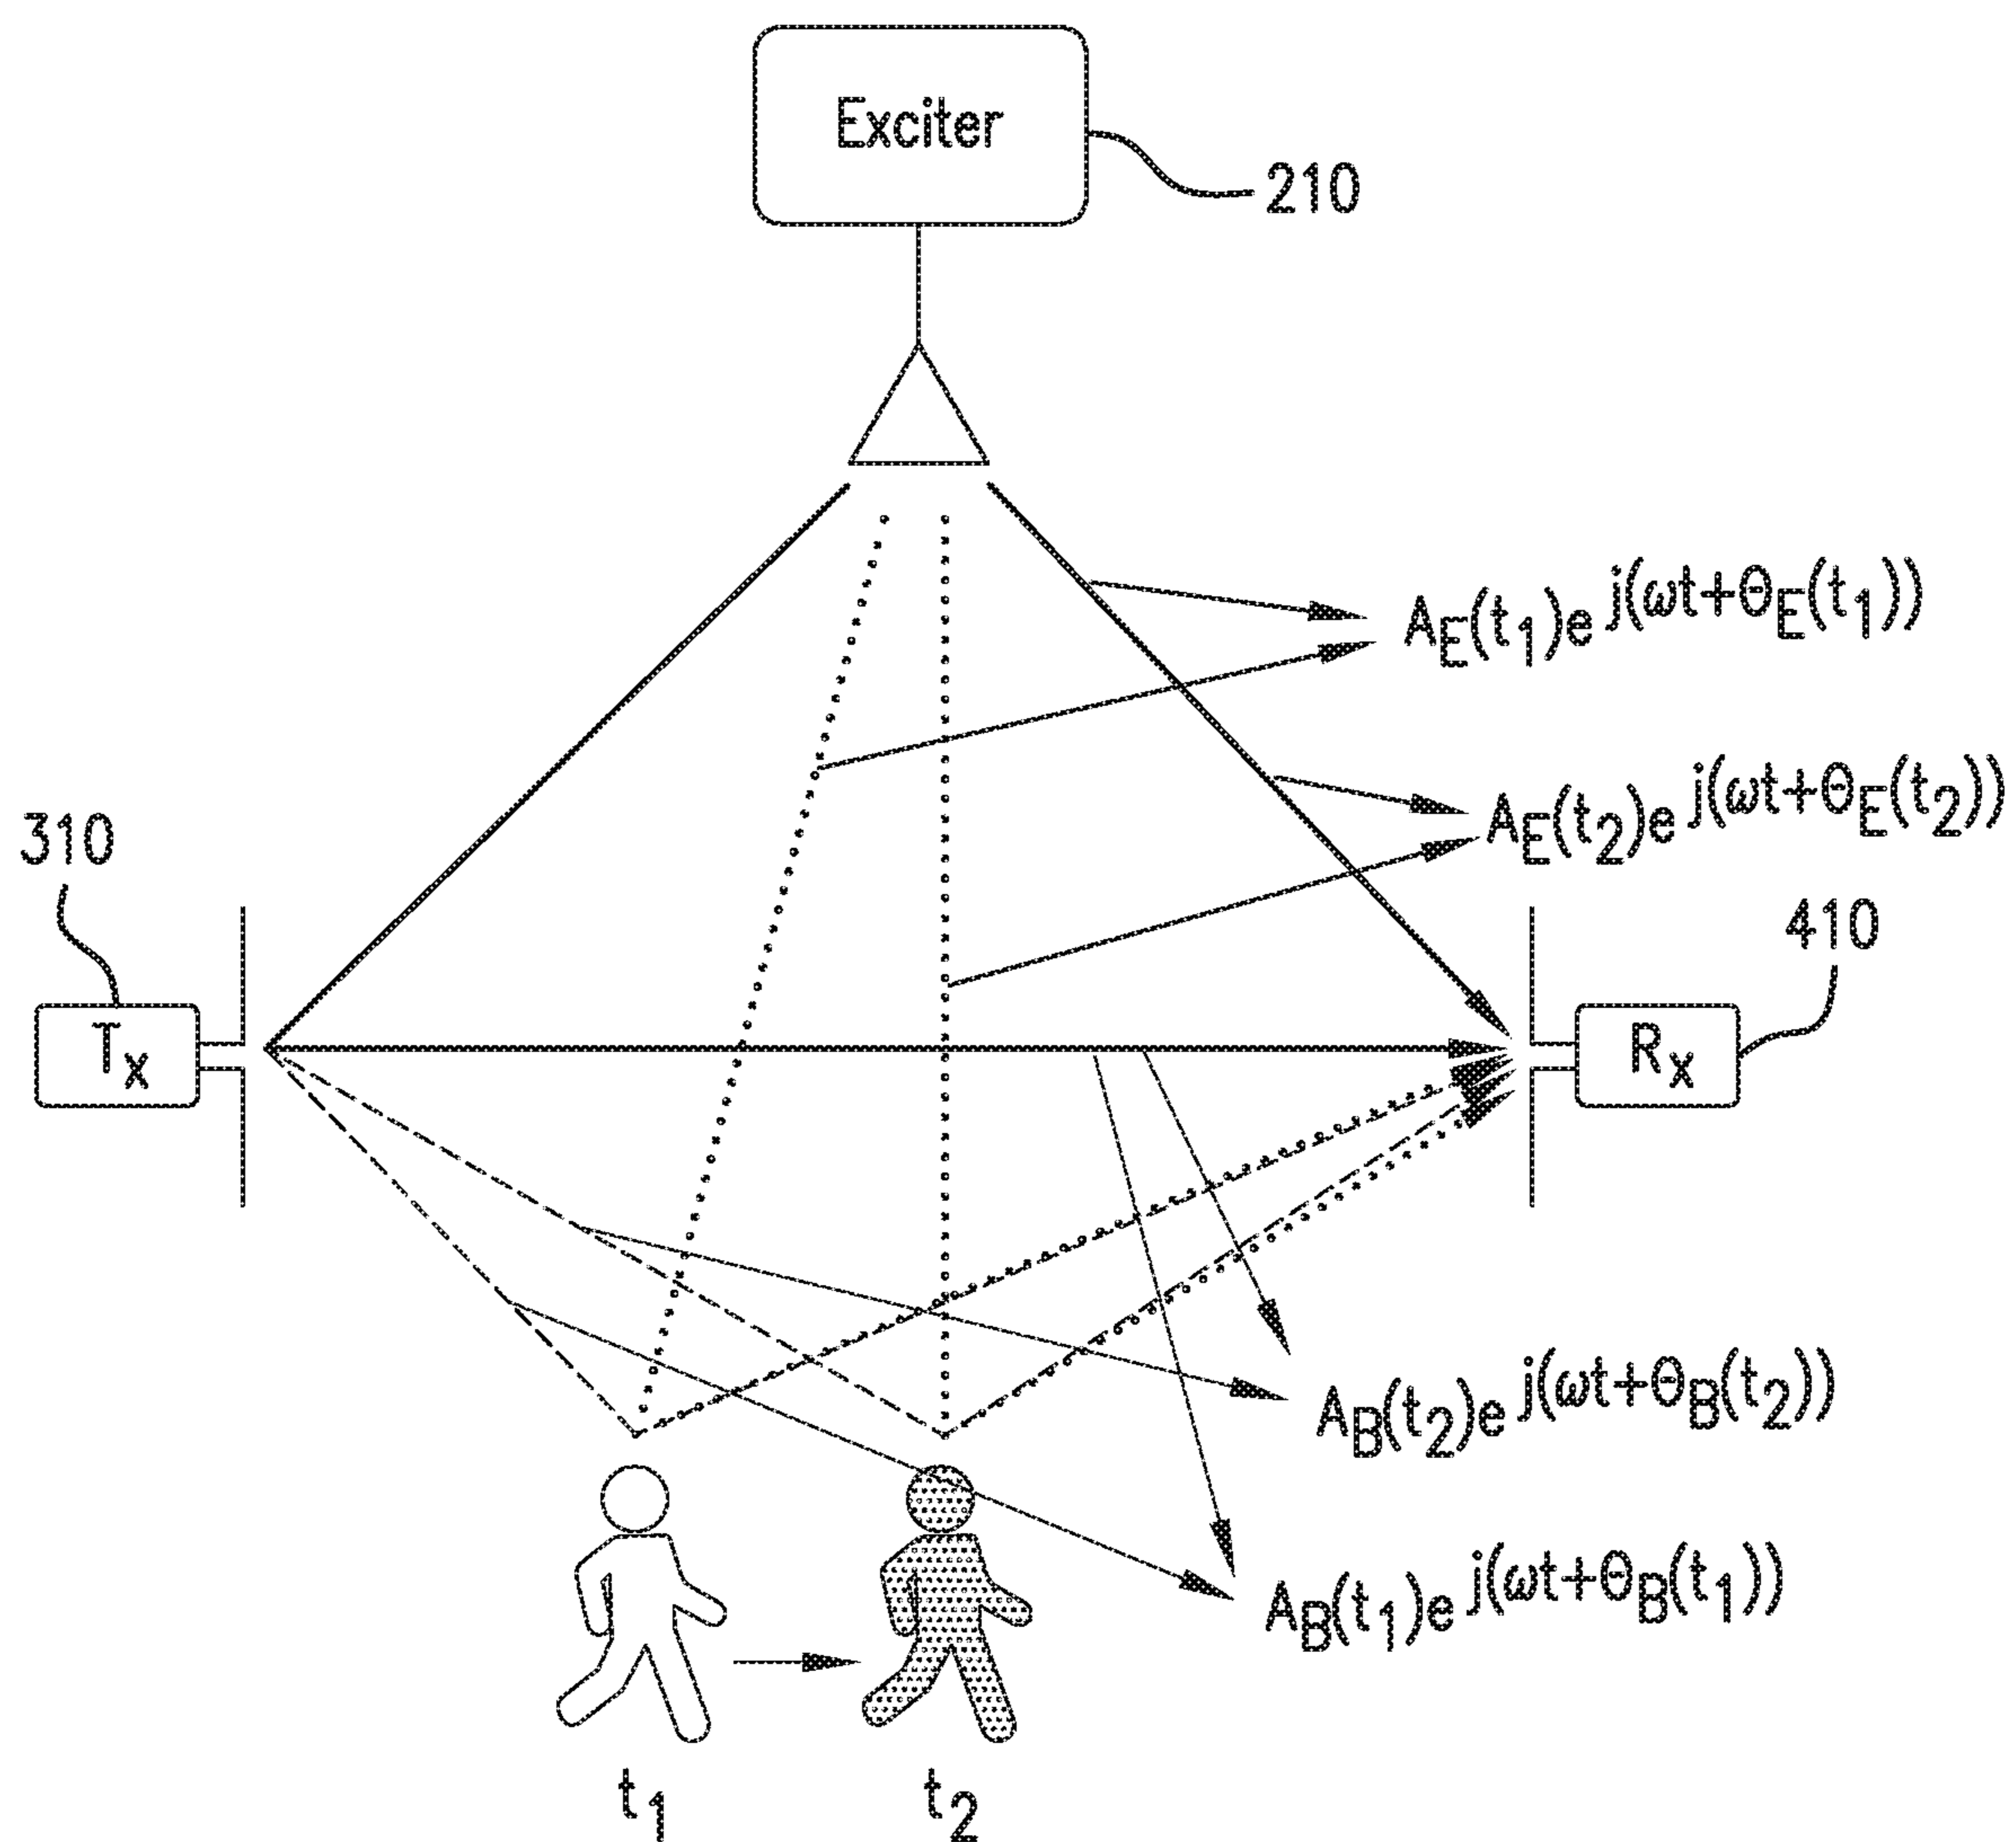 Exciter
210
A_E(t_1)e^{j(ωt+Θ_E(t_1))}
A_E(t_2)e^{j(ωt+Θ_E(t_2))}
310
410
T_x
R_x
A_B(t_2)e^{j(ωt+Θ_B(t_2))}
A_B(t_1)e^{j(ωt+Θ_B(t_1))}
t_1
t_2